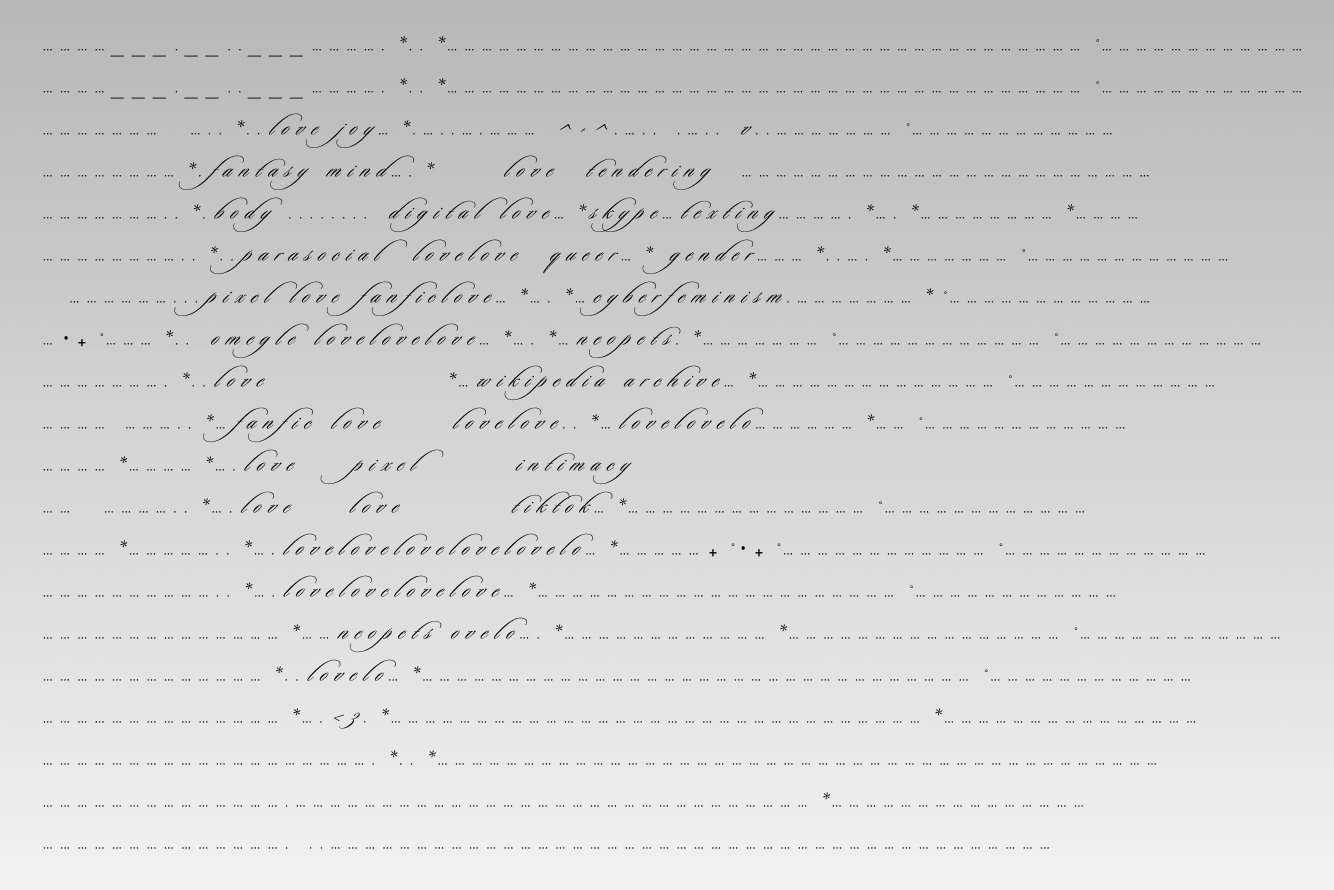 … … … … _ _ _ . _ _ . . _ _ _ … … … … . *. . *… … … … … … … … … … … … … … … … … … … … … … … … … … … … … … … … … … … … … °… … … … … … … … … … … …
… … … … _ _ _ . _ _ . . _ _ _ … … … … . *. . *… … … … … … … … … … … … … … … … … … … … … … … … … … … … … … … … … … … … … °… … … … … … … … … … … …
… … … … … … … … . . *. . love joy… *. … . . … . … … … ^ ° ^ . … . . . … . . v . . … … … … … … … … °… … … … … … … … … … … …
… … … … … … … … *. fantasy mind… . * love tendering … … … … … … … … … … … … … … … … … … … … … … … …
… … … … … … … . . *. body . . . . . . . . digital love… *skype… texting … … … … . *… . *… … … … … … … … *… … … …
… … … … … … … … . . *. . parasocial lovelove queer… * gender… … … *. . … . *… … … … … … … … °… … … … … … … … … … … …
… … … … … … . . . pixel love fanficlove… *… . *… cyberfeminism. … … … … … … … * °… … … … … … … … … … … …
… • + °… … … *. . omegle lovelovelove… *… . *… neopets. *… … … … … … … °… … … … … … … … … … … … °… … … … … … … … … … … …
… … … … … … … . *. . love *… wikipedia archive… *… … … … … … … … … … … … … … °… … … … … … … … … … … …
… … … … … … … . . *… fanfic love lovelove. . *… lovelovelo… … … … … … *… … °… … … … … … … … … … … …
… … … … *… … … … *… . love pixel intimacy
… … … … … … . . *… . love love tiktok… *… … … … … … … … … … … … … … °… … … … … … … … … … … …
… … … … *… … … … … . . *… . lovelovelovelovelovelo… *… … … … … + ° • + °… … … … … … … … … … … … °… … … … … … … … … … … …
… … … … … … … … … … . . *… . lovelovelovelove… *… … … … … … … … … … … … … … … … … … … … … °… … … … … … … … … … … …
… … … … … … … … … … … … … … *… … neopets ovelo… . *… … … … … … … … … … … … *… … … … … … … … … … … … … … … … °… … … … … … … … … … … …
… … … … … … … … … … … … … *. . lovelo… *… … … … … … … … … … … … … … … … … … … … … … … … … … … … … … … … °… … … … … … … … … … … …
… … … … … … … … … … … … … … *… . <3. *… … … … … … … … … … … … … … … … … … … … … … … … … … … … … … … *… … … … … … … … … … … … … … …
… … … … … … … … … … … … … … … … … … … . *. . *… … … … … … … … … … … … … … … … … … … … … … … … … … … … … … … … … … … … … … … … … …
… … … … … … … … … … … … … … . … … … … … … … … … … … … … … … … … … … … … … … … … … … … … … *… … … … … … … … … … … … … … …
… … … … … … … … … … … … … … . . . … … … … … … … … … … … … … … … … … … … … … … … … … … … … … … … … … … … … … … … … … …